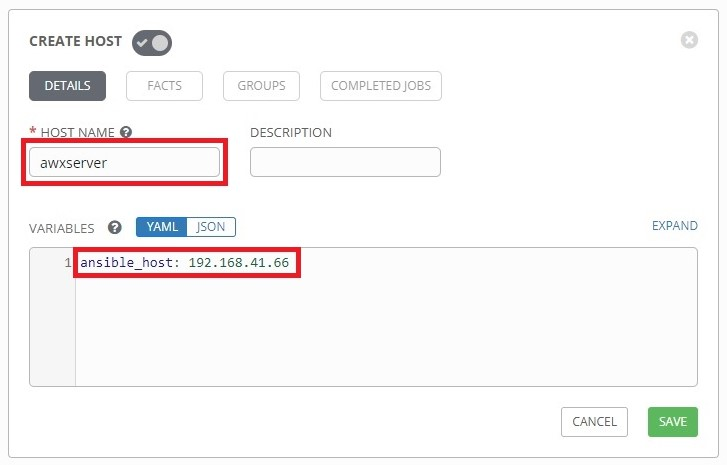 CREATE HOST
DETAILS FACTS GROUPS COMPLETED JOBS
* HOST NAME ? DESCRIPTION
awxserver
VARIABLES ? YAML JSON EXPAND
1 ansible_host: 192.168.41.66
CANCEL SAVE